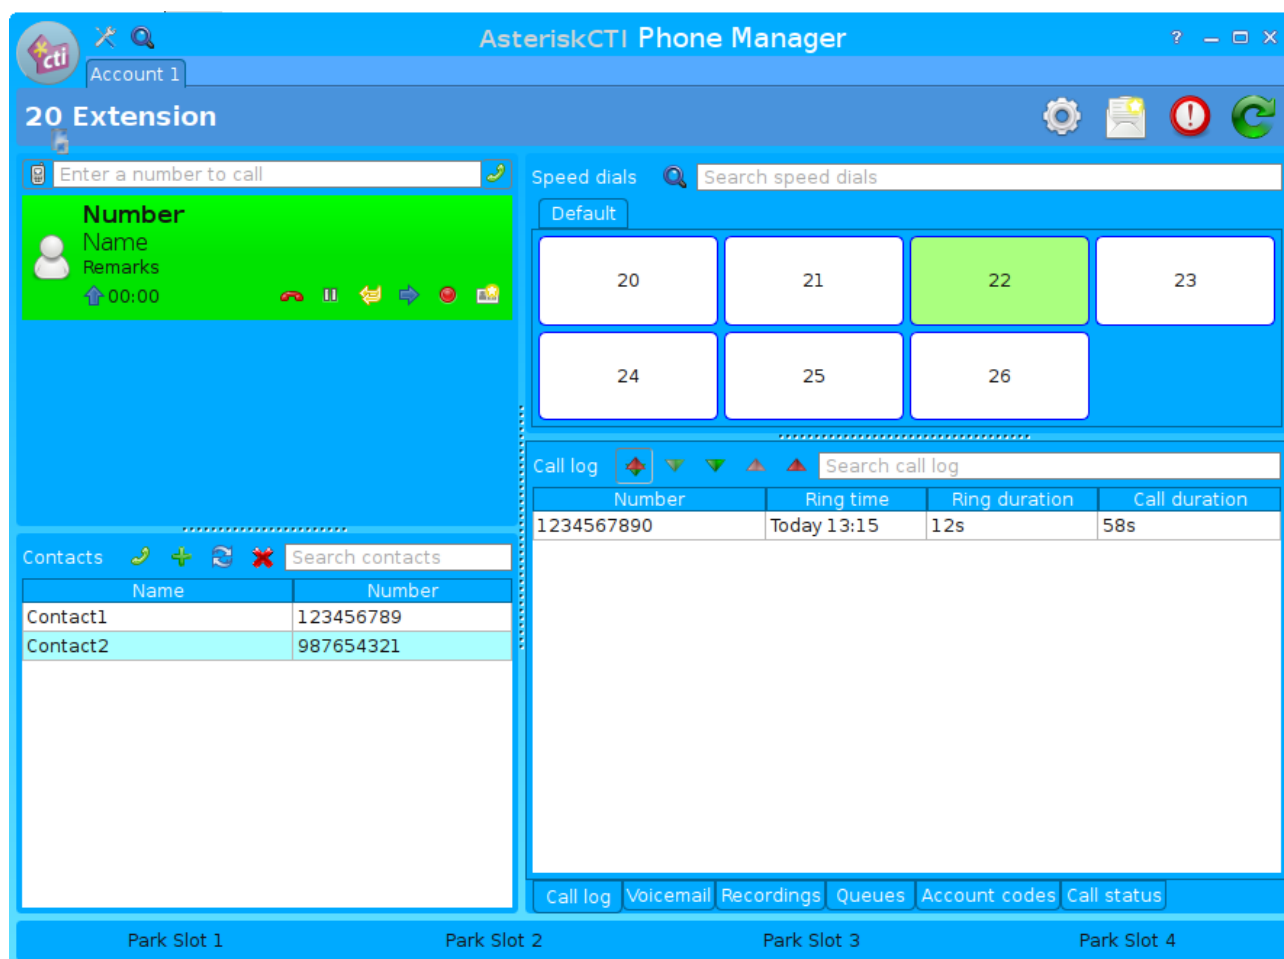 cti
AsteriskCTI Phone Manager
?
Account 1
20 Extension
Enter a number to call
Number
Name
Remarks
00:00
Speed dials Search speed dials
Default
20 21 22 23
24 25 26
Call log Search call log
Number Ring time Ring duration Call duration
1234567890 Today 13:15 12s 58s
Contacts Search contacts
Name Number
Contact1 123456789
Contact2 987654321
Call log Voicemail Recordings Queues Account codes Call status
Park Slot 1 Park Slot 2 Park Slot 3 Park Slot 4